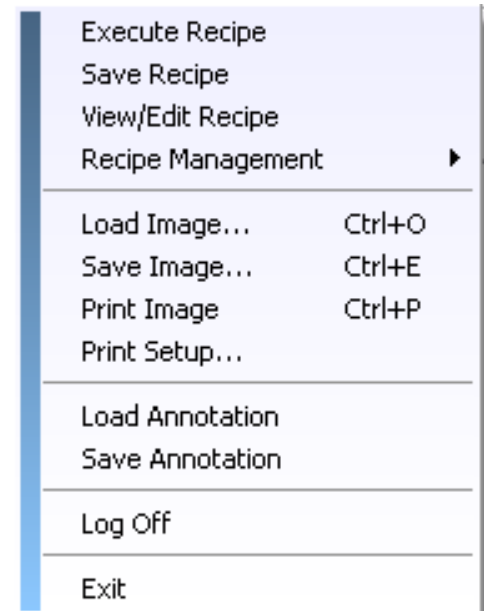 Execute Recipe
Save Recipe
View/Edit Recipe
Recipe Management
Load Image... Ctrl+O
Save Image... Ctrl+E
Print Image Ctrl+P
Print Setup...
Load Annotation
Save Annotation
Log Off
Exit